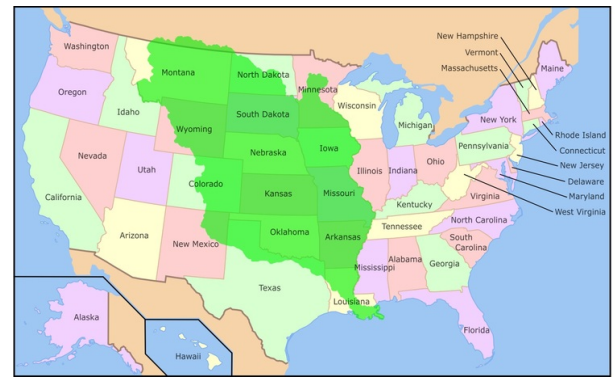 New Hampshire
Vermont
Massachusetts
Washington
Montana
North Dakota
Minnesota
Maine
Oregon
Idaho
Wyoming
South Dakota
Wisconsin
Michigan
New York
Rhode Island
Connecticut
New Jersey
Delaware
Maryland
West Virginia
Nevada
Utah
Colorado
Nebraska
Iowa
Illinois
Indiana
Ohio
Pennsylvania
Virginia
California
Kansas
Missouri
Kentucky
Arizona
New Mexico
Oklahoma
Arkansas
Tennessee
North Carolina
South
Carolina
Texas
Louisiana
Mississippi
Alabama
Georgia
Florida
Alaska
Hawaii